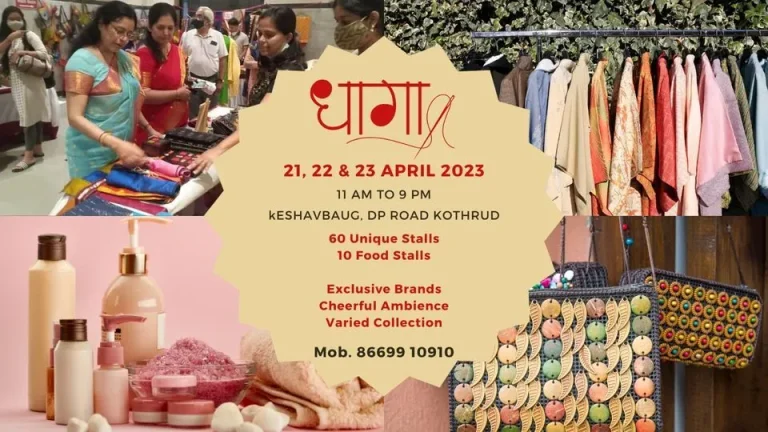 धागा
21, 22 & 23 APRIL 2023
11 AM TO 9 PM
kESHAVBAUG, DP ROAD KOTHRUD
60 Unique Stalls
10 Food Stalls
Exclusive Brands
Cheerful Ambience
Varied Collection
Mob. 86699 10910